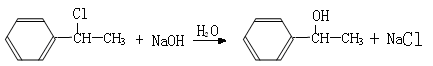 Cl OH
CH—CH₃ + NaOH H₂O CH—CH₃ + NaCl